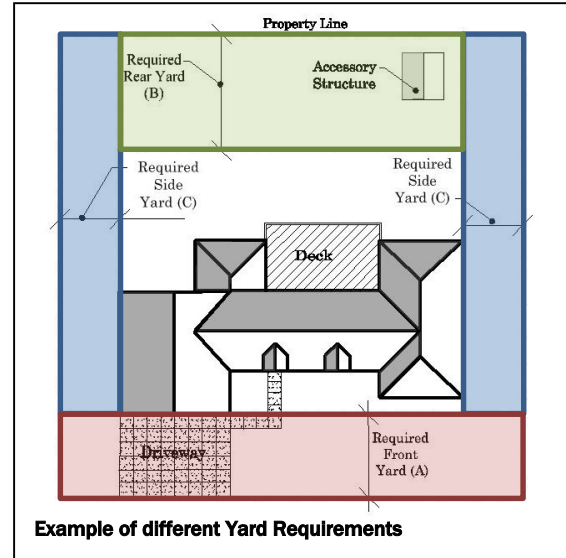 Property Line
Required
Rear Yard
(B)
Accessory
Structure
Required
Side
Yard (C)
Required
Side
Yard (C)
Deck
Driveway
Required
Front
Yard (A)
Example of different Yard Requirements